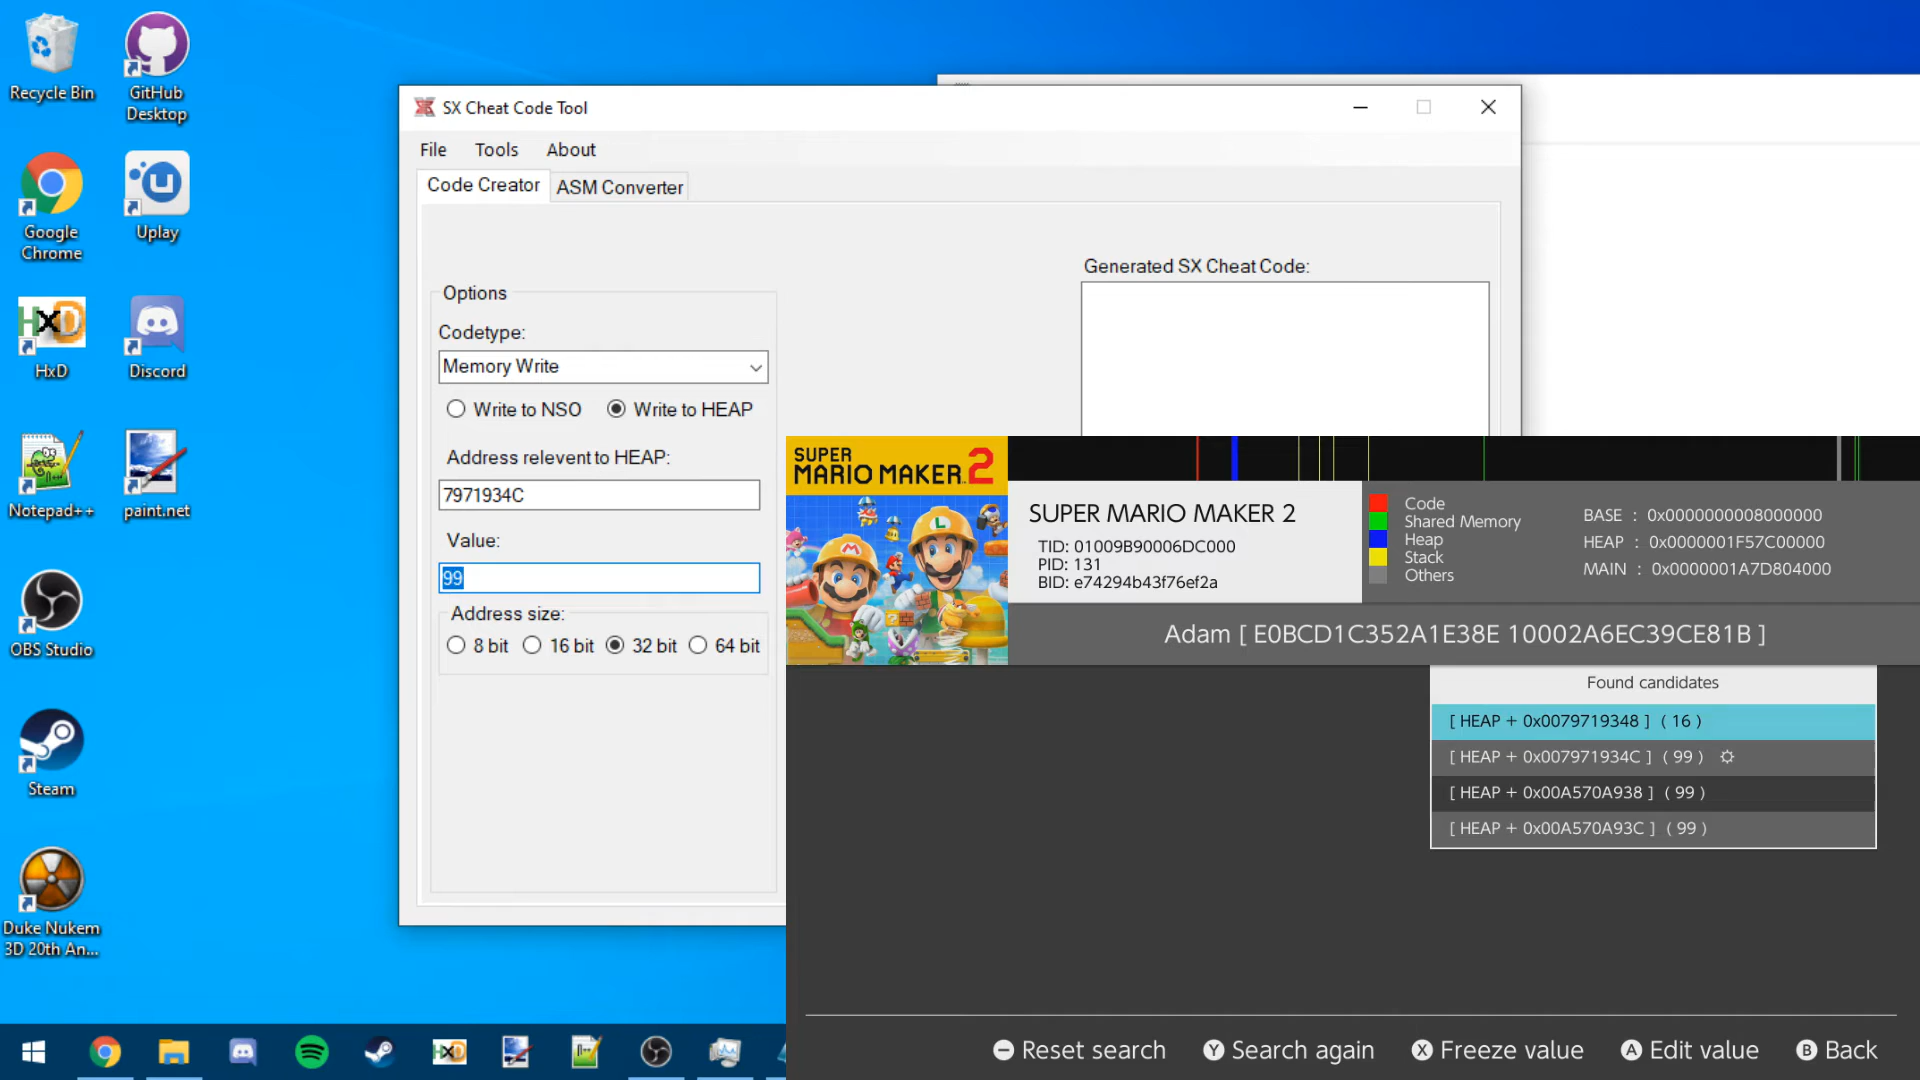 Recycle Bin
GitHub
Desktop
Google
Chrome
Uplay
HxD
HxD
Discord
Notepad++
paint.net
OBS Studio
Steam
Duke Nukem
3D 20th An...
SX Cheat Code Tool
File Tools About
Code Creator ASM Converter
Options
Codetype:
Memory Write
Write to NSO Write to HEAP
Address relevent to HEAP:
7971934C
Value:
99
Address size:
8 bit 16 bit 32 bit 64 bit
Generated SX Cheat Code:
SUPER
MARIO MAKER 2
SUPER MARIO MAKER 2
TID: 01009B90006DC000
PID: 131
BID: e74294b43f76ef2a
Code
Shared Memory
Heap
Stack
Others
BASE : 0x0000000008000000
HEAP : 0x0000001F57C00000
MAIN : 0x0000001A7D804000
Adam [ E0BCD1C352A1E38E 10002A6EC39CE81B ]
Found candidates
[ HEAP + 0x0079719348 ] ( 16 )
[ HEAP + 0x007971934C ] ( 99 )
[ HEAP + 0x00A570A938 ] ( 99 )
[ HEAP + 0x00A570A93C ] ( 99 )
HXD
Reset search Y Search again X Freeze value A Edit value B Back